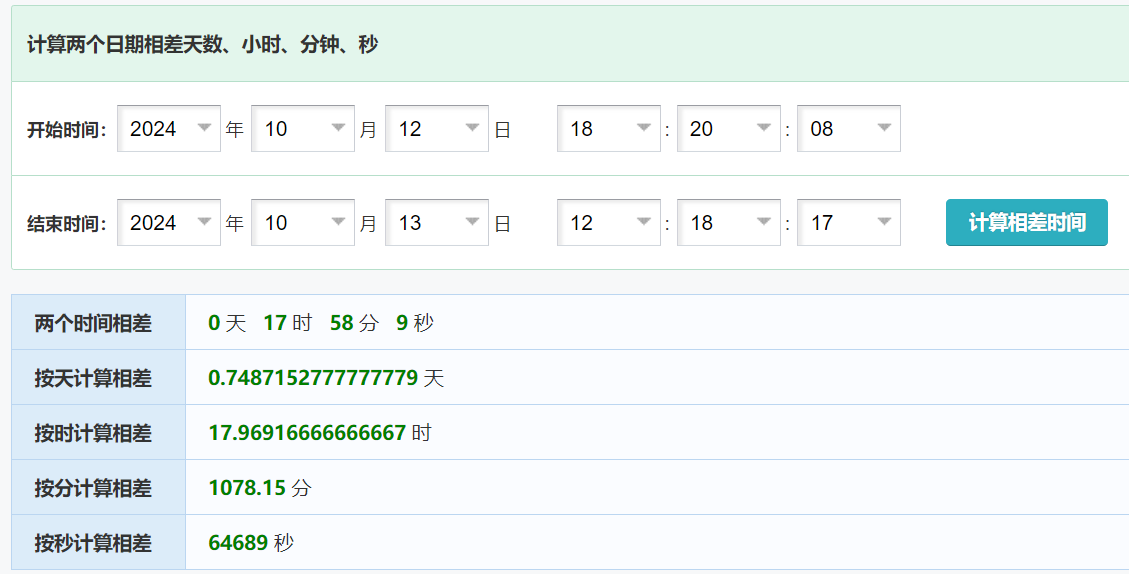 计算两个日期相差天数、小时、分钟、秒
开始时间： 2024 年 10 月 12 日 18 : 20 : 08
结束时间： 2024 年 10 月 13 日 12 : 18 : 17 计算相差时间
两个时间相差 0 天 17 时 58 分 9 秒
按天计算相差 0.7487152777777779 天
按时计算相差 17.96916666666667 时
按分计算相差 1078.15 分
按秒计算相差 64689 秒